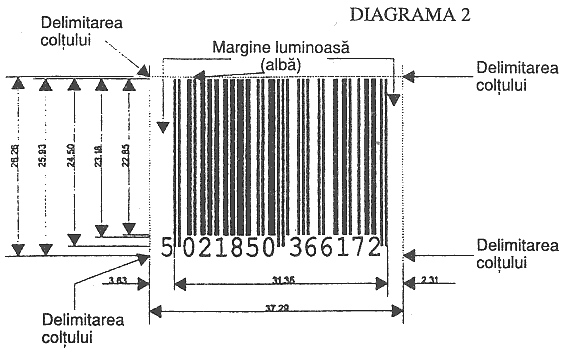 DIAGRAMA 2
Delimitarea
colțului
Margine luminoasă
(albă)
Delimitarea
colțului
26.26
25.93
24.50
23.18
22.85
5 021850 366172
Delimitarea
colțului
3.63
31.35
2.31
37.29
Delimitarea
colțului